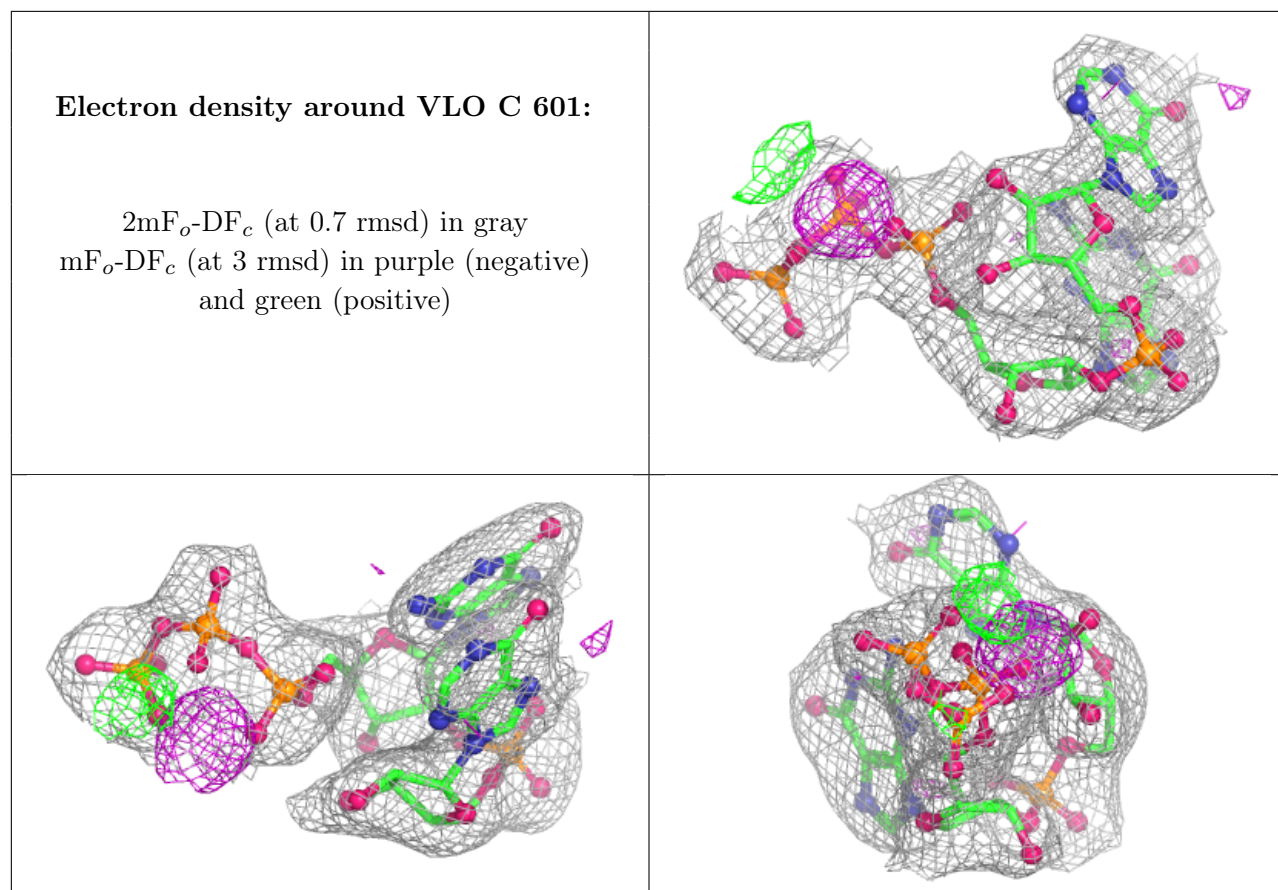 Electron density around VLO C 601:
2mFo-DFc (at 0.7 rmsd) in gray
mFo-DFc (at 3 rmsd) in purple (negative)
and green (positive)